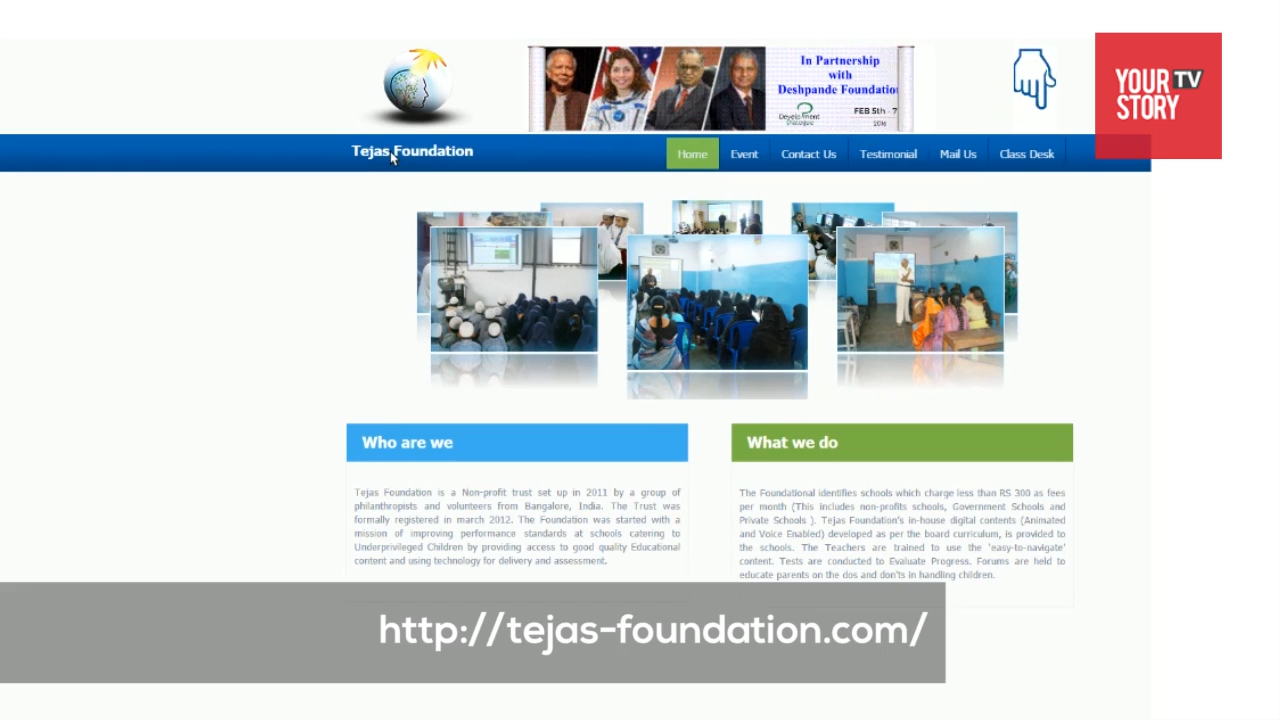 In Partnership
with
Deshpande Foundation
Development
Dialogue
FEB 5th - 7
2016
YOUR TV
STORY
Tejas Foundation
Home
Event
Contact Us
Testimonial
Mail Us
Class Desk
Who are we
Tejas Foundation is a Non-profit trust set up in 2011 by a group of
philanthropists and volunteers from Bangalore, India. The Trust was
formally registered in march 2012. The Foundation was started with a
mission of improving performance standards at schools catering to
Underprivileged Children by providing access to good quality Educational
content and using technology for delivery and assessment.
What we do
The Foundational identifies schools which charge less than RS 300 as fees
per month (This includes non-profits schools, Government Schools and
Private Schools ). Tejas Foundation's in-house digital contents (Animated
and Voice Enabled) developed as per the board curriculum, is provided to
the schools. The Teachers are trained to use the 'easy-to-navigate'
content. Tests are conducted to Evaluate Progress. Forums are held to
educate parents on the dos and don'ts in handling children.
http://tejas-foundation.com/